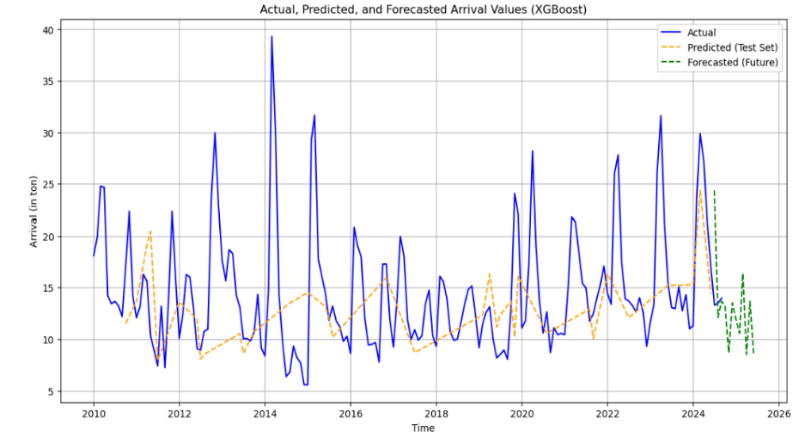 Actual, Predicted, and Forecasted Arrival Values (XGBoost)
Actual
Predicted (Test Set)
Forecasted (Future)
Arrival (in ton)
40
35
30
25
20
15
10
5
2010
2012
2014
2016
2018
2020
2022
2024
2026
Time